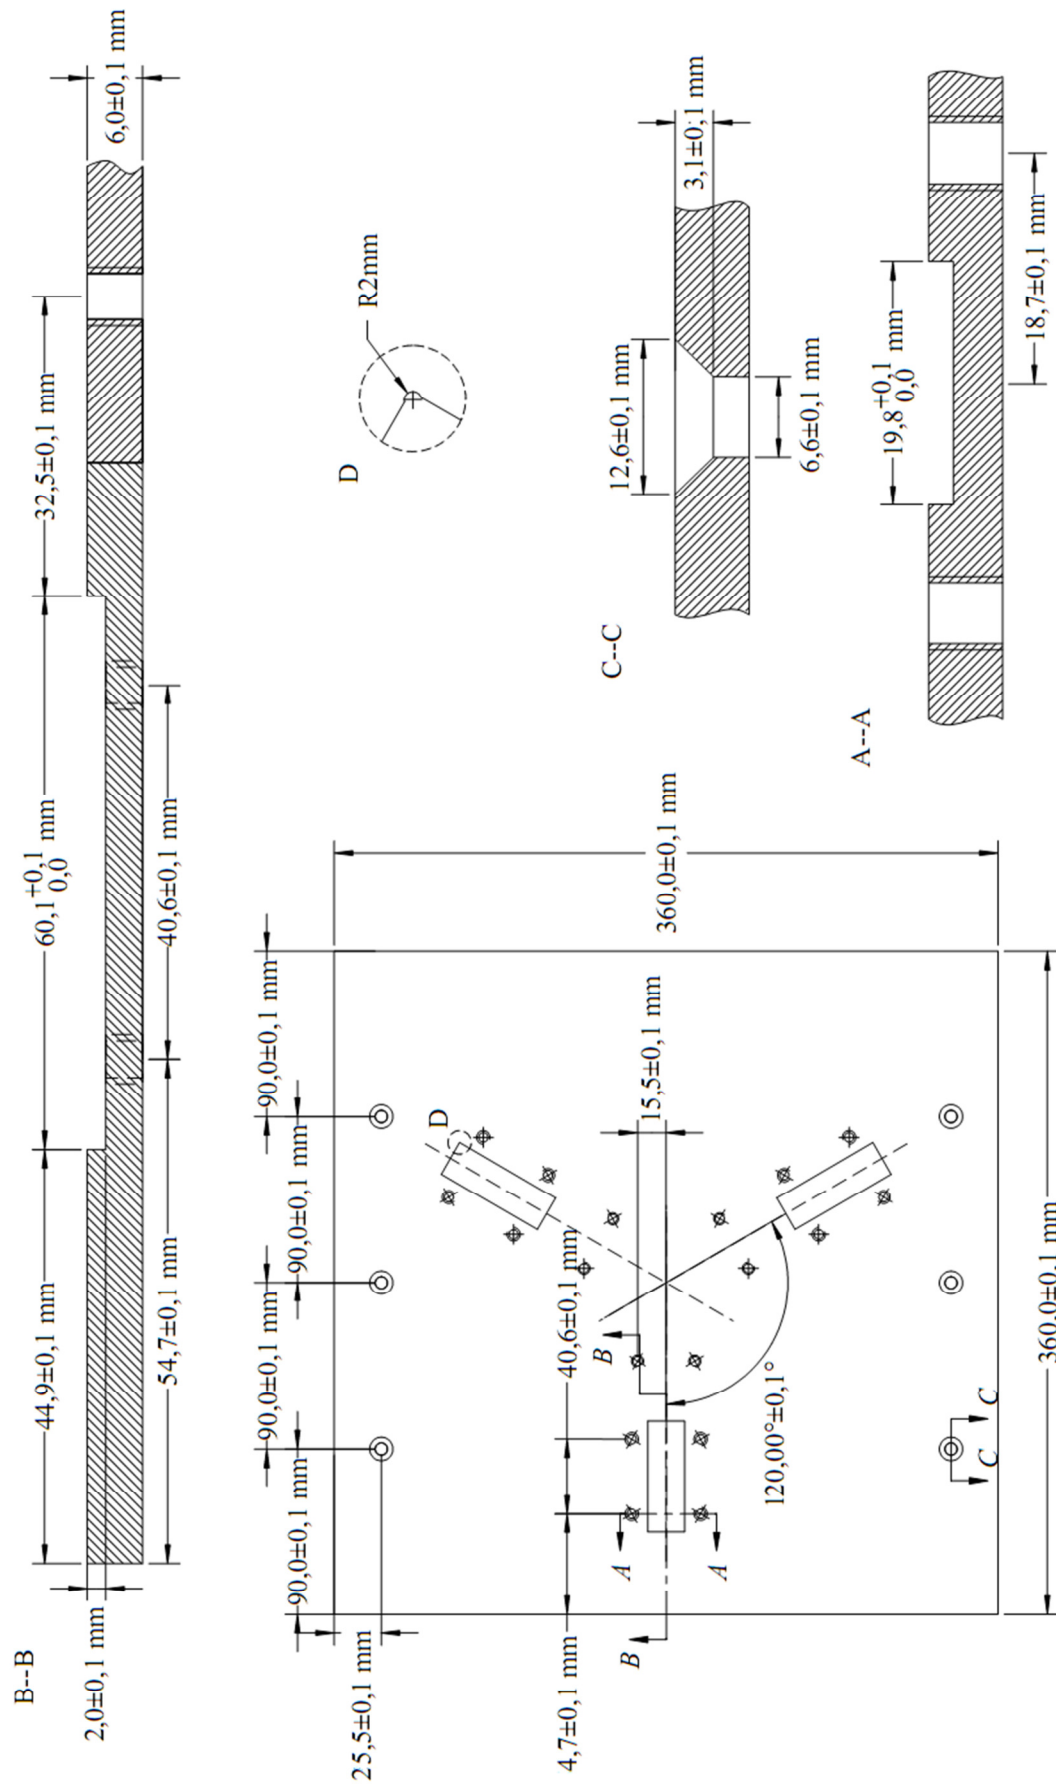 B--B
2,0±0,1 mm
44,9±0,1 mm
60,1 +0,1
0,0 mm
32,5±0,1 mm
6,0±0,1 mm
54,7±0,1 mm
40,6±0,1 mm
D
R2mm
C--C
12,6±0,1 mm
3,1±0,1 mm
6,6±0,1 mm
A--A
19,8 +0,1
0,0 mm
18,7±0,1 mm
90,0±0,1 mm
90,0±0,1 mm
90,0±0,1 mm
90,0±0,1 mm
25,5±0,1 mm
360,0±0,1 mm
360,0±0,1 mm
15,5±0,1 mm
40,6±0,1 mm
4,7±0,1 mm
120,00°±0,1°
D
B
B
A
A
C
C